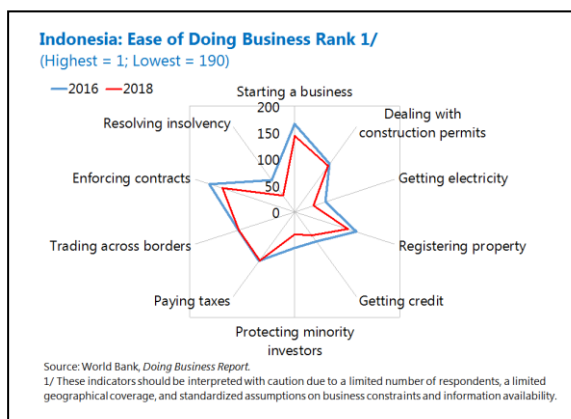 Indonesia: Ease of Doing Business Rank 1/
(Highest = 1; Lowest = 190)
2016 2018
Starting a business
200
150
100
50
0
Dealing with
construction permits
Getting electricity
Registering property
Getting credit
Protecting minority
investors
Paying taxes
Trading across borders
Enforcing contracts
Resolving insolvency
Source: World Bank, Doing Business Report.
1/ These indicators should be interpreted with caution due to a limited number of respondents, a limited
geographical coverage, and standardized assumptions on business constraints and information availability.